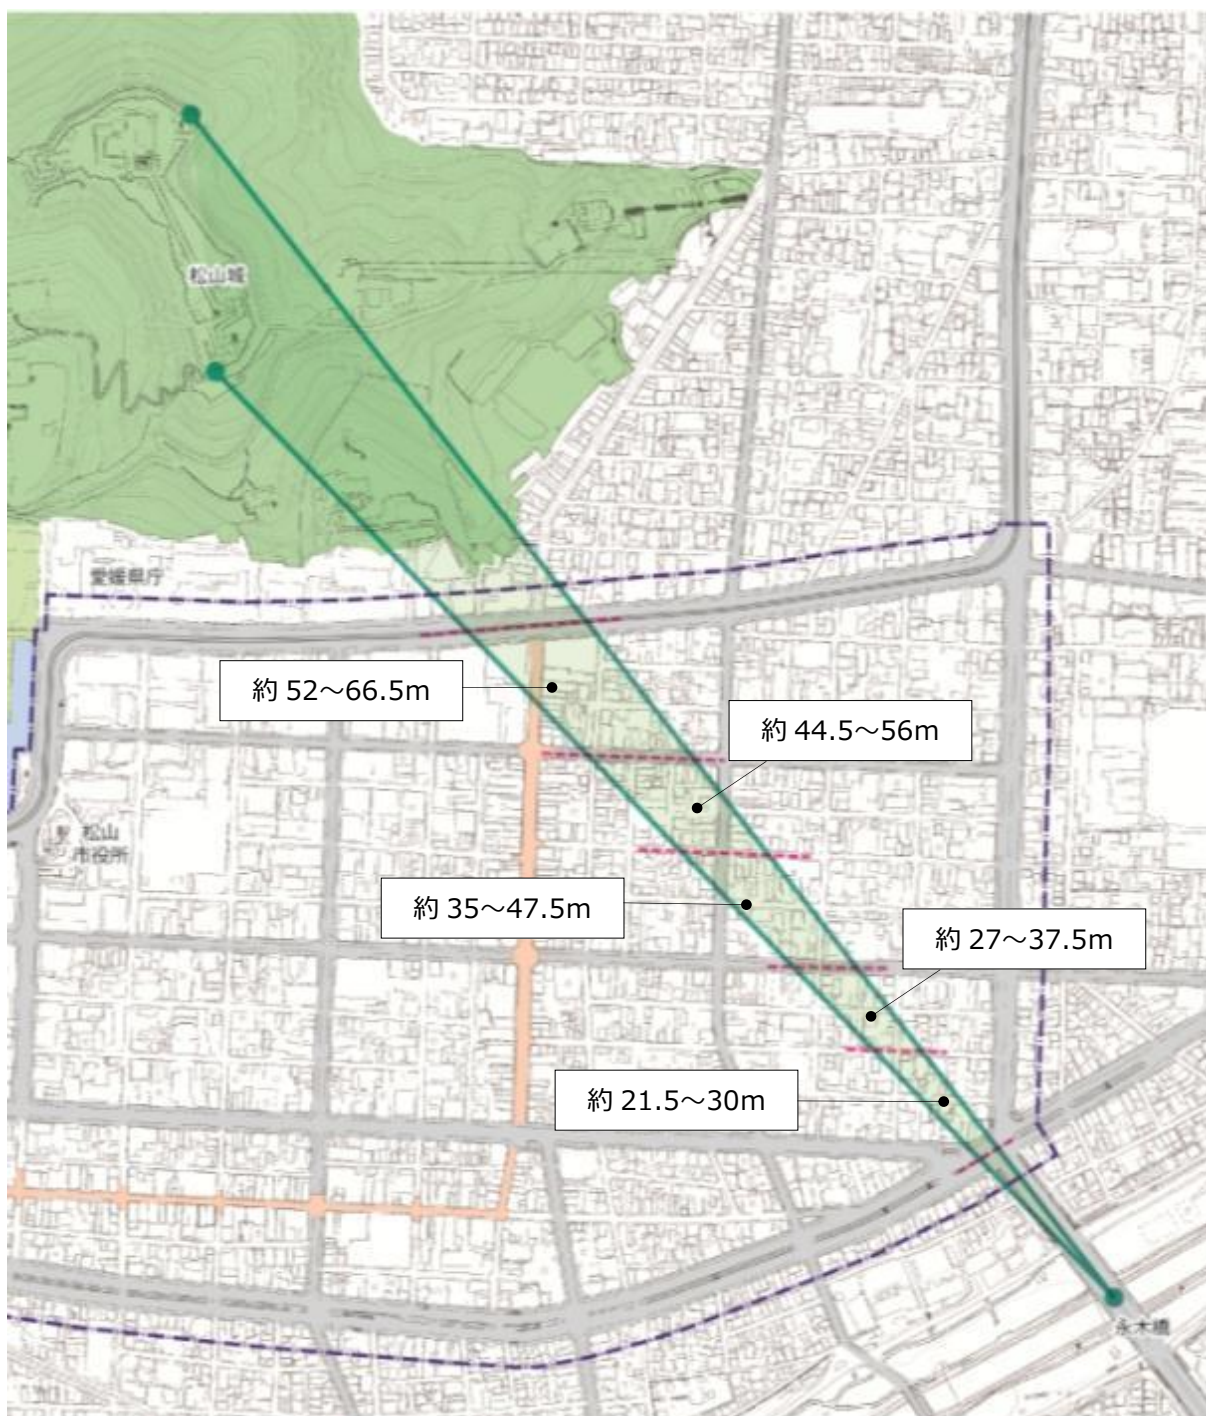 松山城
愛媛県庁
約 52～66.5m
約 44.5～56m
松山
市役所
約 35～47.5m
約 27～37.5m
約 21.5～30m
永木橋